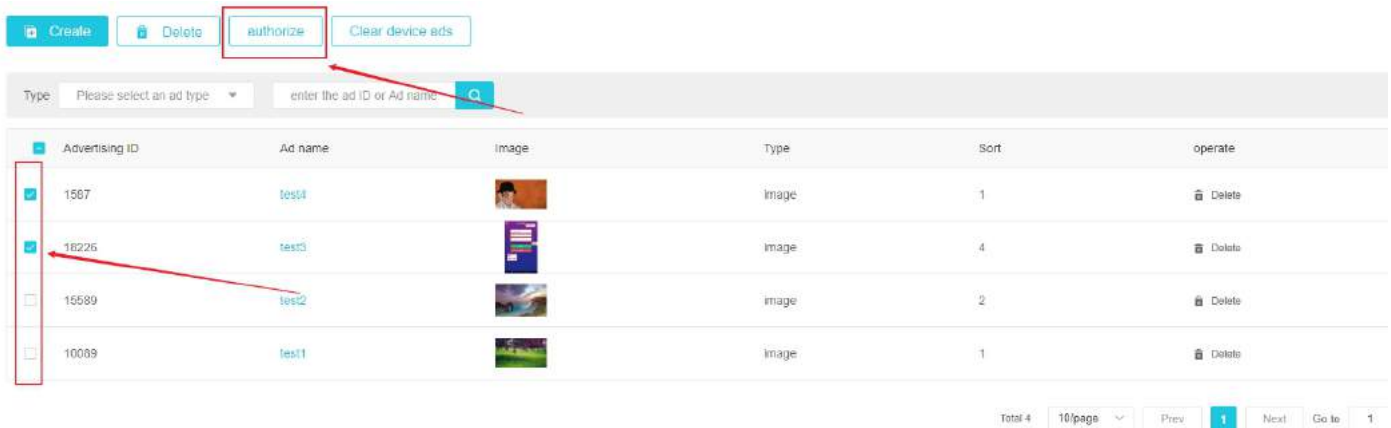 Create Delete authorize Clear device ads
Type Please select an ad type enter the ad ID or Ad name
Advertising ID Ad name Image Type Sort operate
1587 test4 image 1 Delete
18226 test3 image 4 Delete
15589 test2 image 2 Delete
10089 test1 image 1 Delete
Total 4 10/page Prev 1 Next Go to 1